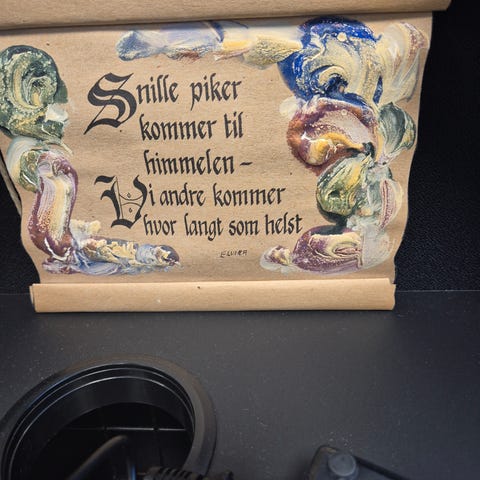 Snille piker
kommer til
himmelen –
Vi andre kommer
hvor langt som helst
ELVIRA